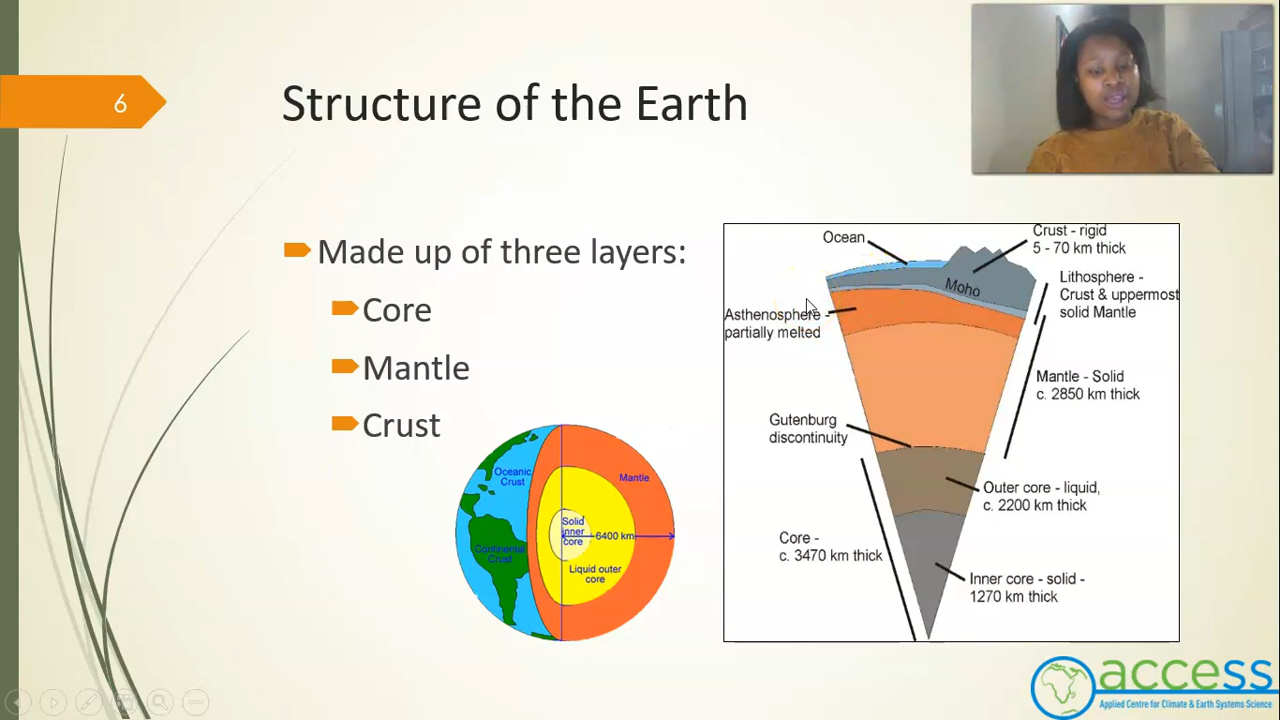 6
Structure of the Earth
Made up of three layers:
Core
Mantle
Crust
Oceanic
Crust
Mantle
Solid
inner
core
6400 km
Continental
Crust
Liquid outer
core
Ocean
Crust - rigid
5 - 70 km thick
Moho
Lithosphere -
Crust & uppermost
solid Mantle
Asthenosphere -
partially melted
Mantle - Solid
c. 2850 km thick
Gutenburg
discontinuity
Outer core - liquid,
c. 2200 km thick
Core -
c. 3470 km thick
Inner core - solid -
1270 km thick
access
Applied Centre for Climate & Earth Systems Science